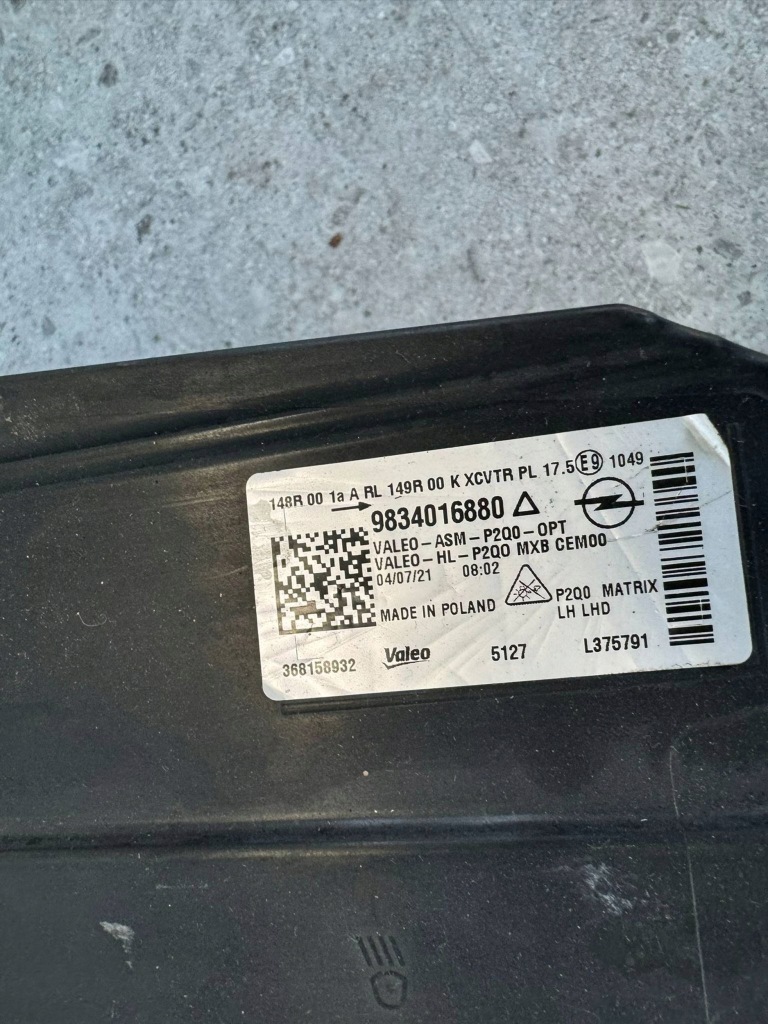 148R 00 1a A RL 149R 00 K XCVTR PL 17.5 E9 1049
9834016880
VALEO-ASM-P2Q0-OPT
VALEO-HL-P2Q0 MXB CEM00
04/07/21 08:02
MADE IN POLAND
P2Q0 MATRIX
LH LHD
368158932 Valeo 5127 L375791